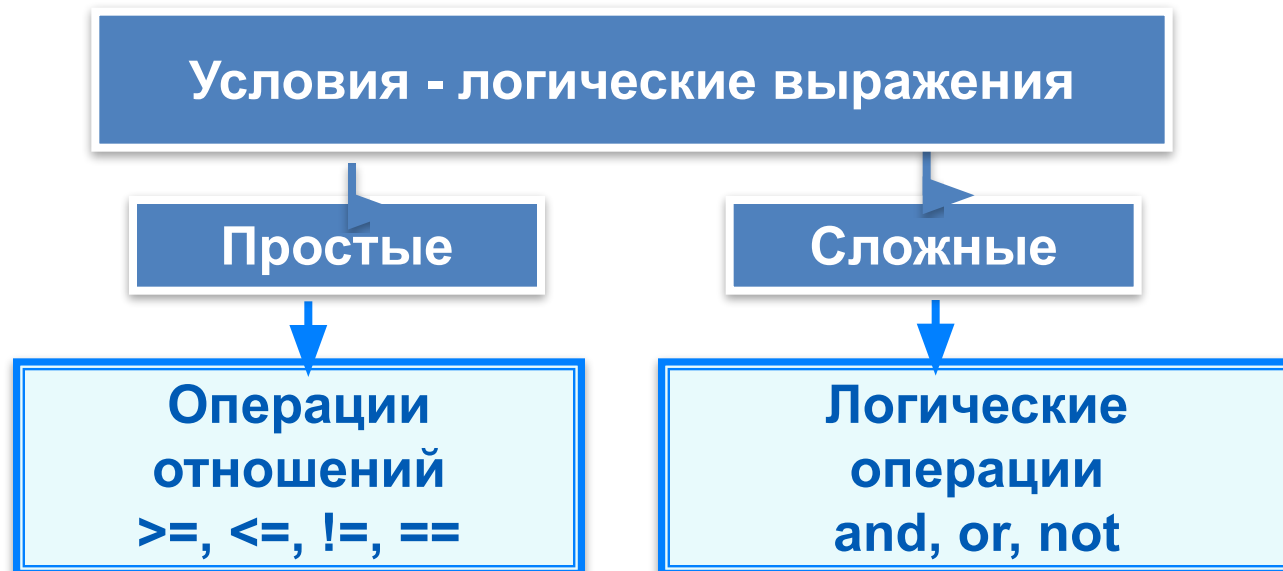 Условия - логические выражения
Простые
Сложные
Операции
отношений
>=, <=, !=, ==
Логические
операции
and, or, not